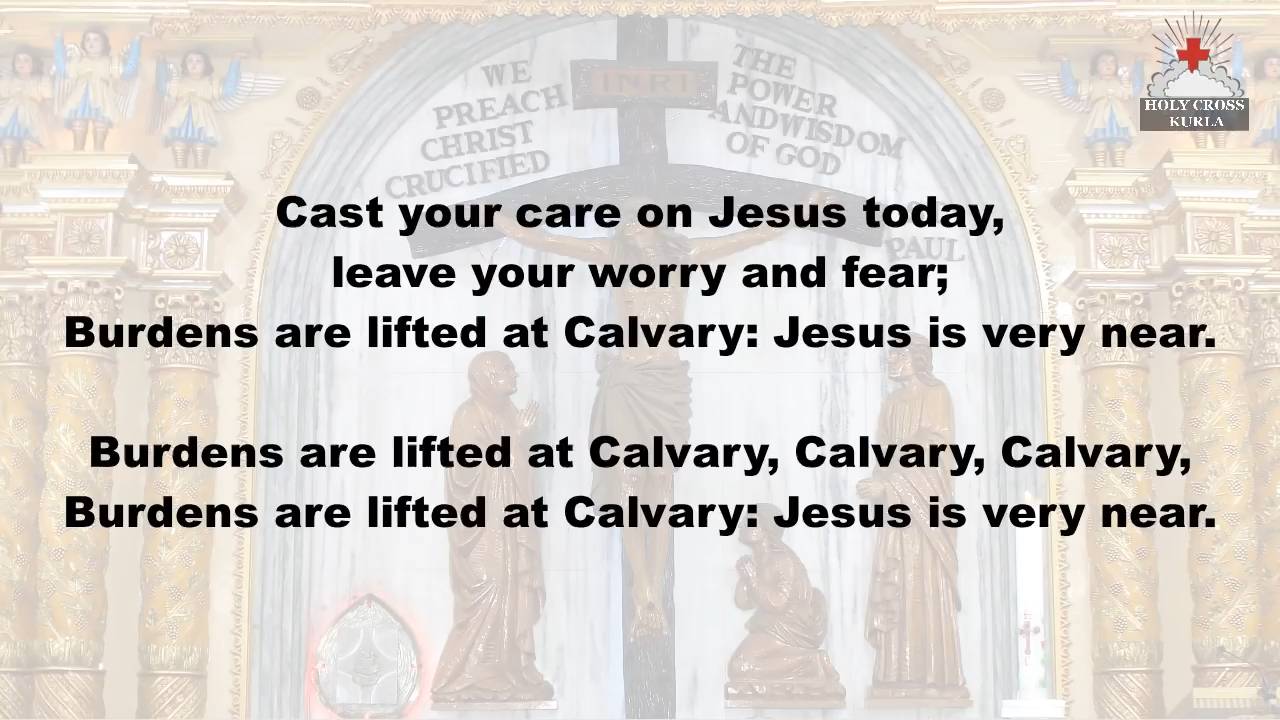 WE
PREACH
CHRIST
CRUCIFIED
INRI
THE
POWER
ANDWISDOM
OF GOD
PAUL
HOLY CROSS
KURLA
Cast your care on Jesus today,
leave your worry and fear;
Burdens are lifted at Calvary: Jesus is very near.
Burdens are lifted at Calvary, Calvary, Calvary,
Burdens are lifted at Calvary: Jesus is very near.